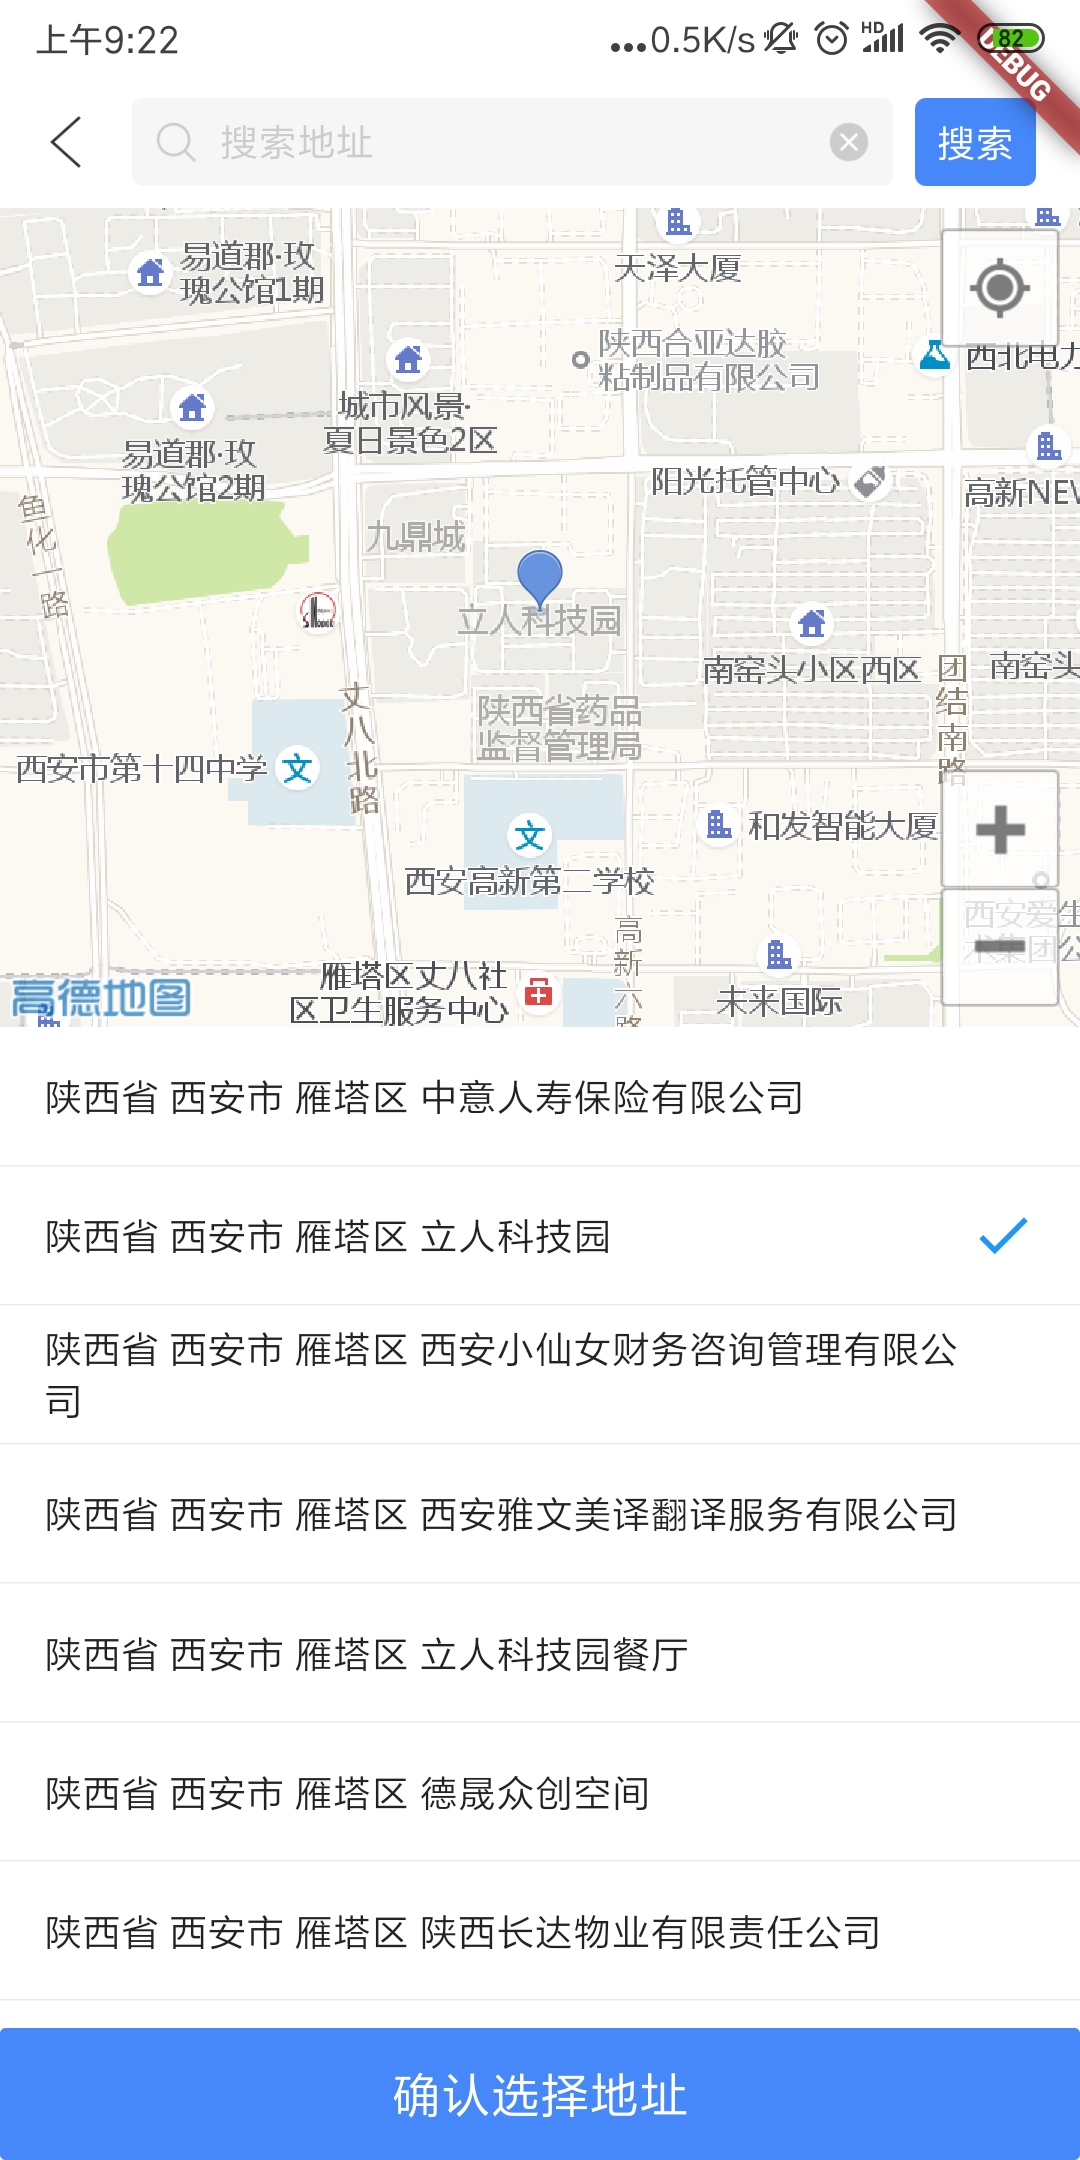 上午9:22
...0.5K/s
HD
82
DEBUG
搜索地址
搜索
易道郡·玫
瑰公馆1期
天泽大厦
陕西合亚达胶
粘制品有限公司
西北电力
城市风景·
夏日景色2区
易道郡·玫
瑰公馆2期
阳光托管中心
高新NEW
鱼化一路
九鼎城
立人科技园
南窑头小区西区
团结南路
南窑头
陕西省药品
监督管理局
丈八北路
西安市第十四中学
文
和发智能大厦
文
西安高新第二学校
高新六路
西安爱生
术集团公
雁塔区丈八社
区卫生服务中心
未来国际
高德地图
陕西省 西安市 雁塔区 中意人寿保险有限公司
陕西省 西安市 雁塔区 立人科技园
陕西省 西安市 雁塔区 西安小仙女财务咨询管理有限公
司
陕西省 西安市 雁塔区 西安雅文美译翻译服务有限公司
陕西省 西安市 雁塔区 立人科技园餐厅
陕西省 西安市 雁塔区 德晟众创空间
陕西省 西安市 雁塔区 陕西长达物业有限责任公司
确认选择地址